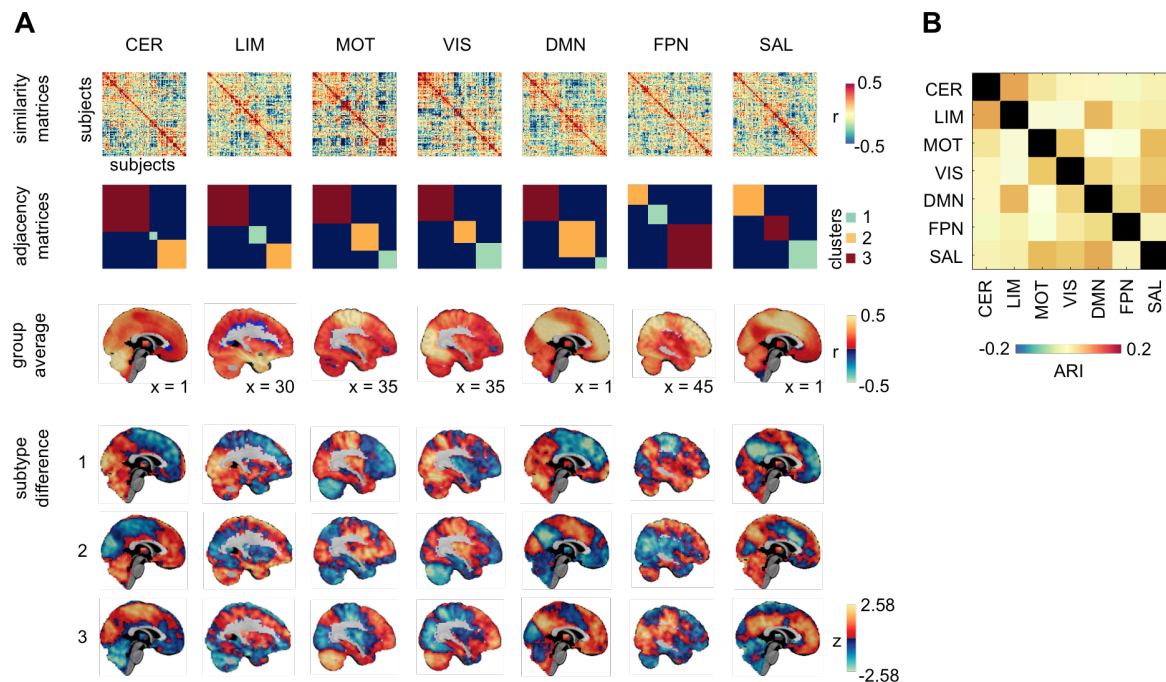 A
B
CER LIM MOT VIS DMN FPN SAL
similarity
matrices
subjects
subjects
0.5
r
-0.5
adjacency
matrices
clusters
1
2
3
group
average
x = 1 x = 30 x = 35 x = 35 x = 1 x = 45 x = 1
0.5
r
-0.5
subtype
difference
1
2
3
2.58
z
-2.58
CER
LIM
MOT
VIS
DMN
FPN
SAL
CER LIM MOT VIS DMN FPN SAL
-0.2 0.2
ARI